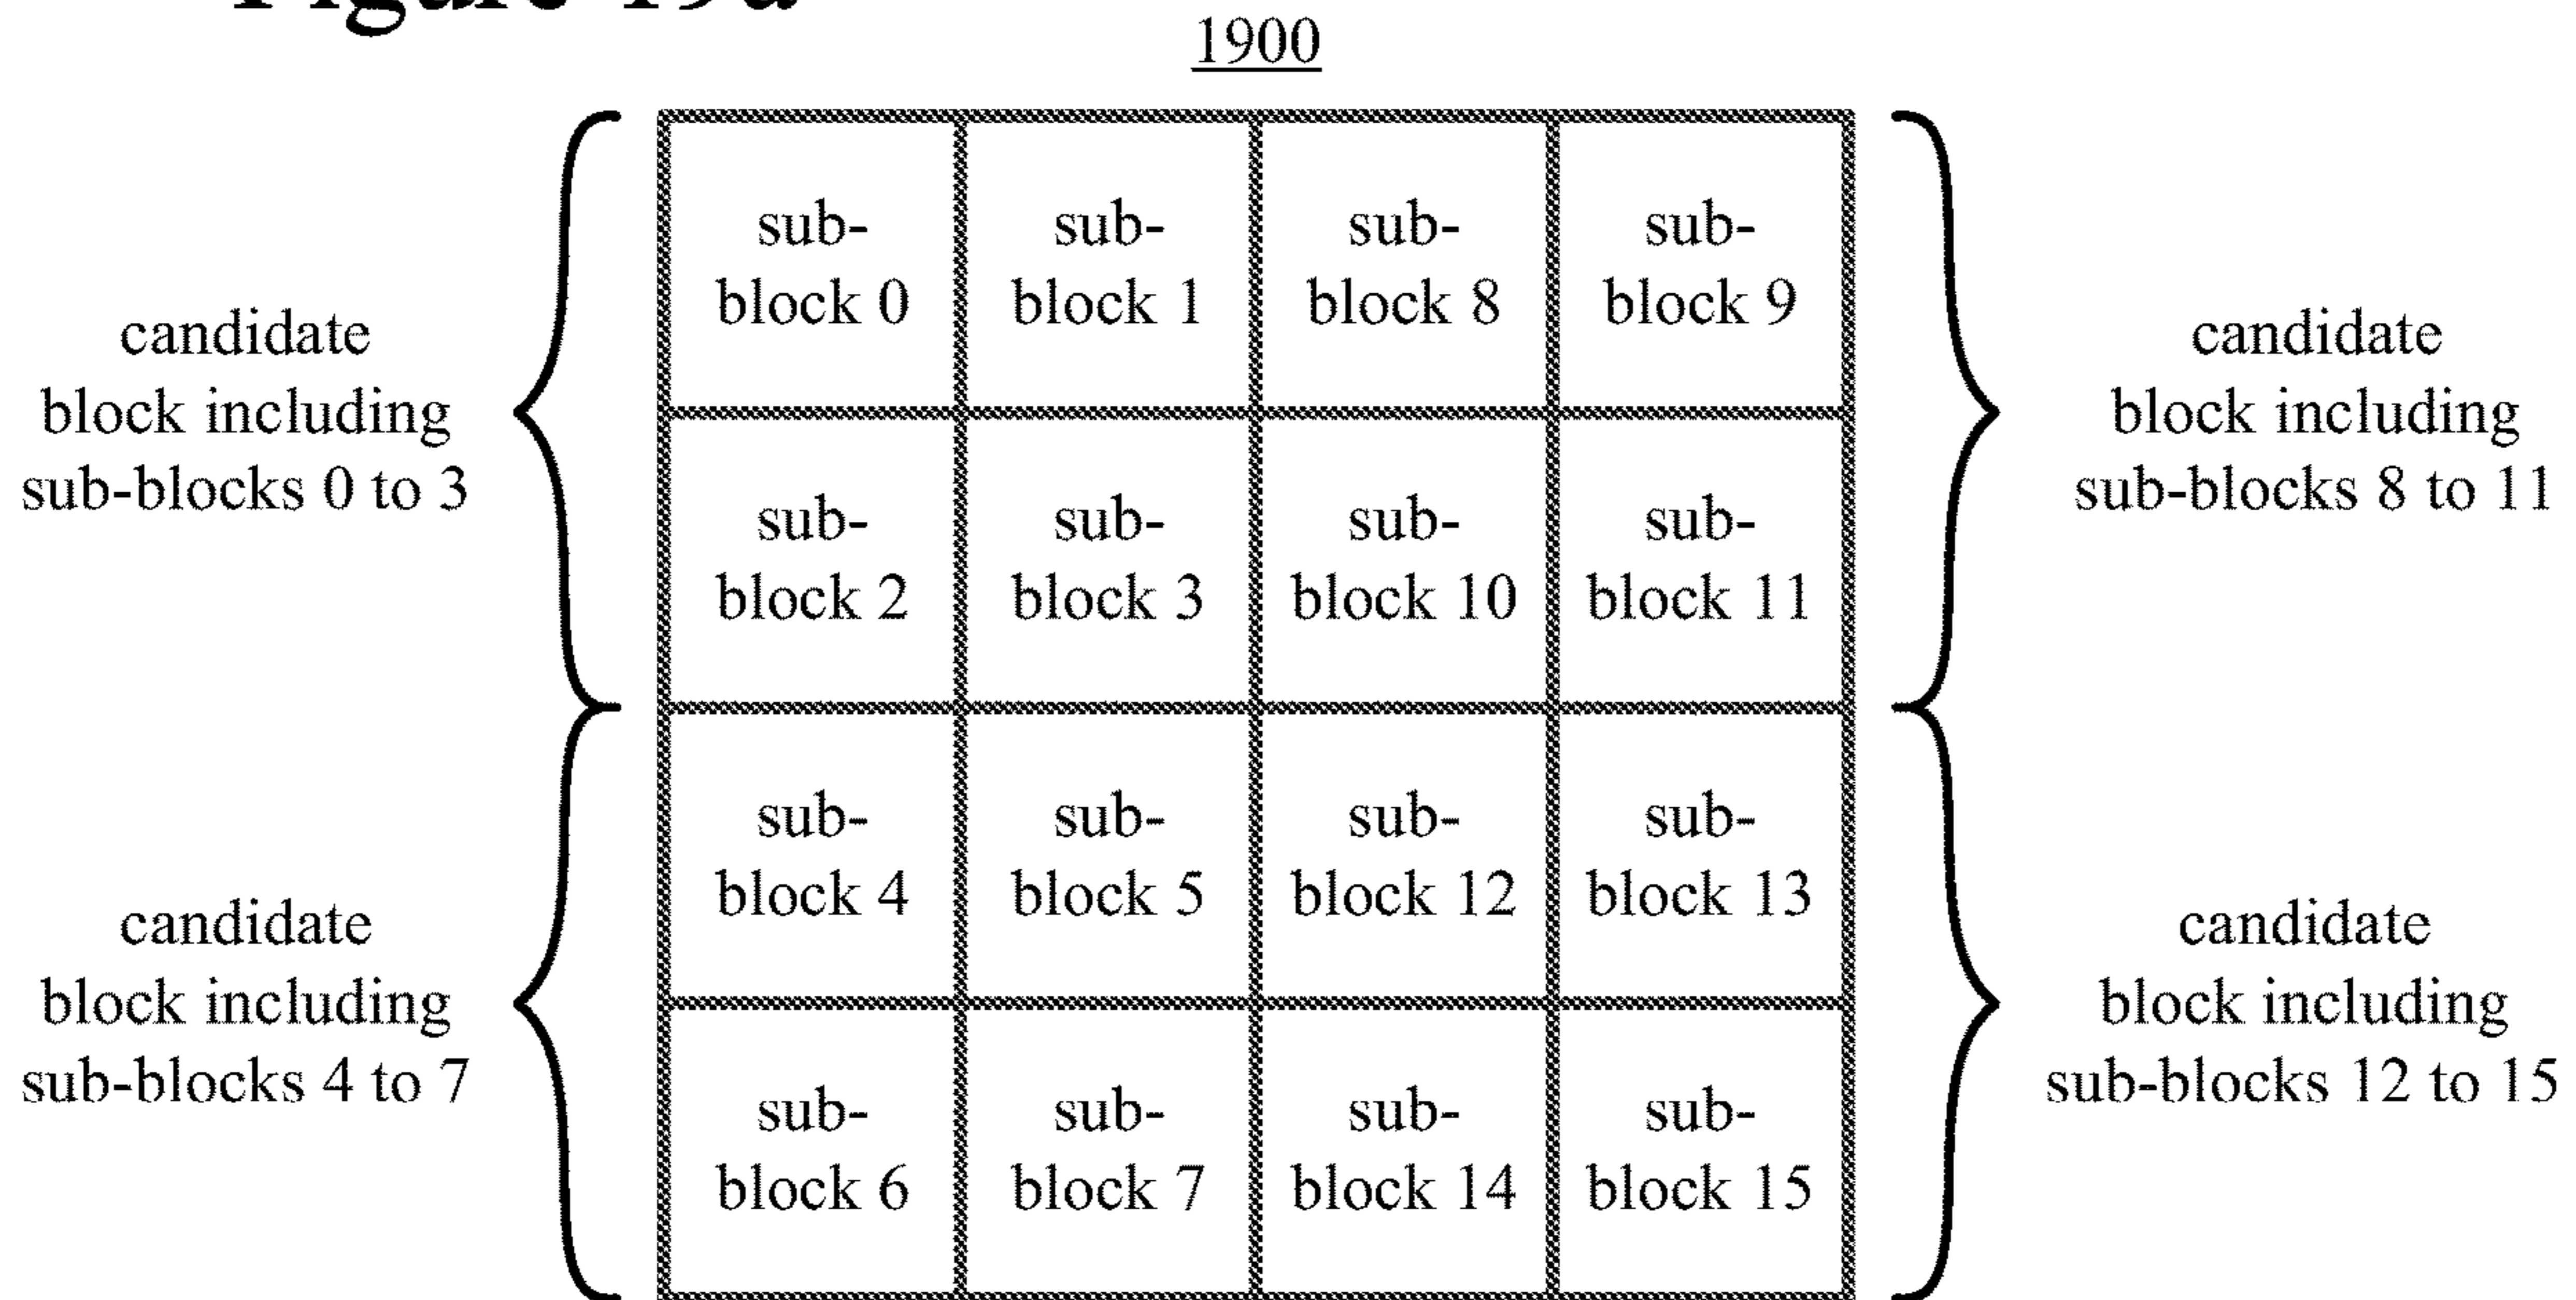 Figure 19a
1900
candidate
block including
sub-blocks 0 to 3
candidate
block including
sub-blocks 4 to 7
sub-
block 0
sub-
block 1
sub-
block 8
sub-
block 9
sub-
block 2
sub-
block 3
sub-
block 10
sub-
block 11
sub-
block 4
sub-
block 5
sub-
block 12
sub-
block 13
sub-
block 6
sub-
block 7
sub-
block 14
sub-
block 15
candidate
block including
sub-blocks 8 to 11
candidate
block including
sub-blocks 12 to 15